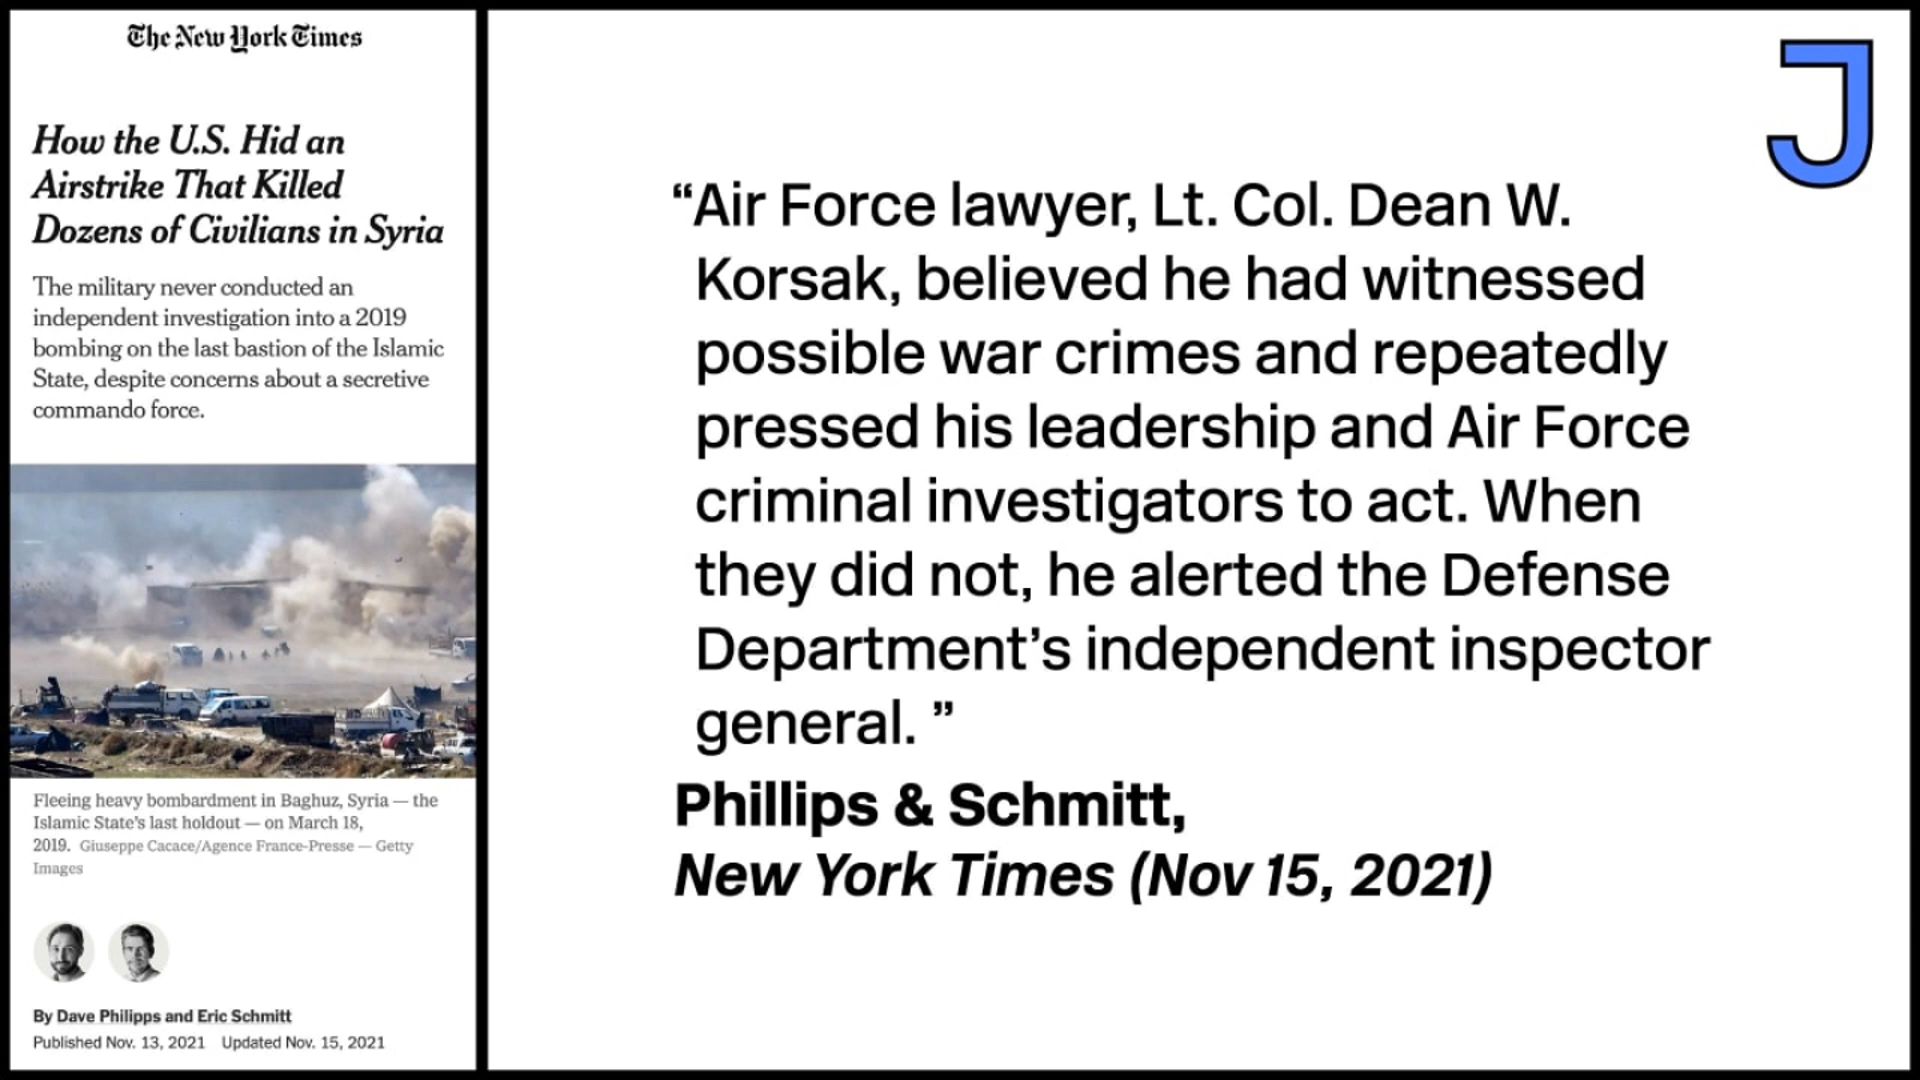 The New York Times
How the U.S. Hid an
Airstrike That Killed
Dozens of Civilians in Syria
The military never conducted an
independent investigation into a 2019
bombing on the last bastion of the Islamic
State, despite concerns about a secretive
commando force.
Fleeing heavy bombardment in Baghuz, Syria — the
Islamic State's last holdout — on March 18,
2019. Giuseppe Cacace/Agence France-Presse — Getty
Images
By Dave Philipps and Eric Schmitt
Published Nov. 13, 2021 Updated Nov. 15, 2021
J
“Air Force lawyer, Lt. Col. Dean W.
Korsak, believed he had witnessed
possible war crimes and repeatedly
pressed his leadership and Air Force
criminal investigators to act. When
they did not, he alerted the Defense
Department’s independent inspector
general. ”
Phillips & Schmitt,
New York Times (Nov 15, 2021)